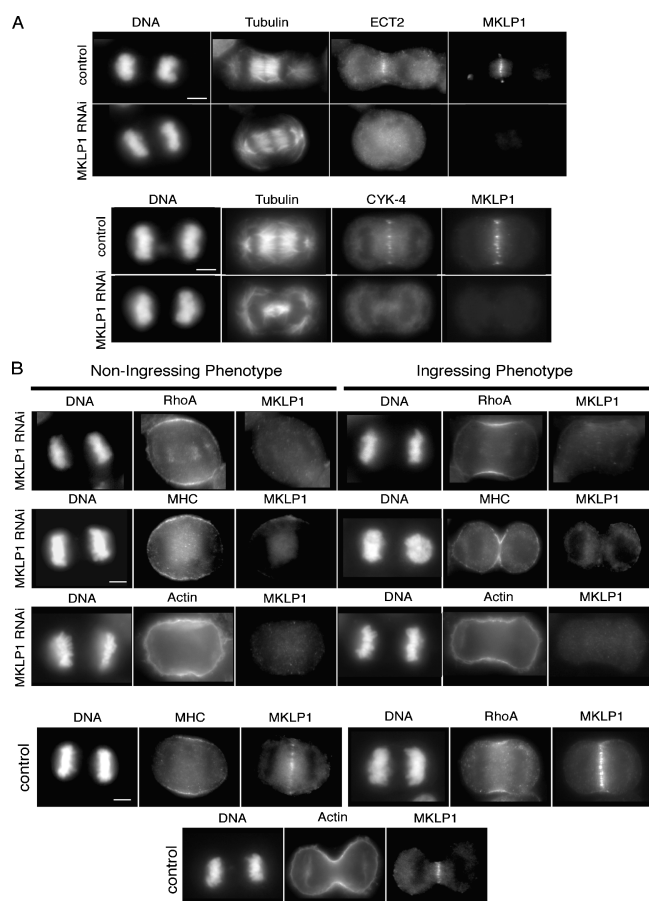 A
DNA Tubulin ECT2 MKLP1
control
MKLP1 RNAi
DNA Tubulin CYK-4 MKLP1
control
MKLP1 RNAi
B
Non-Ingressing Phenotype Ingressing Phenotype
DNA RhoA MKLP1 DNA RhoA MKLP1
MKLP1 RNAi
DNA MHC MKLP1 DNA MHC MKLP1
MKLP1 RNAi
DNA Actin MKLP1 DNA Actin MKLP1
MKLP1 RNAi
DNA MHC MKLP1 DNA RhoA MKLP1
control
DNA Actin MKLP1
control